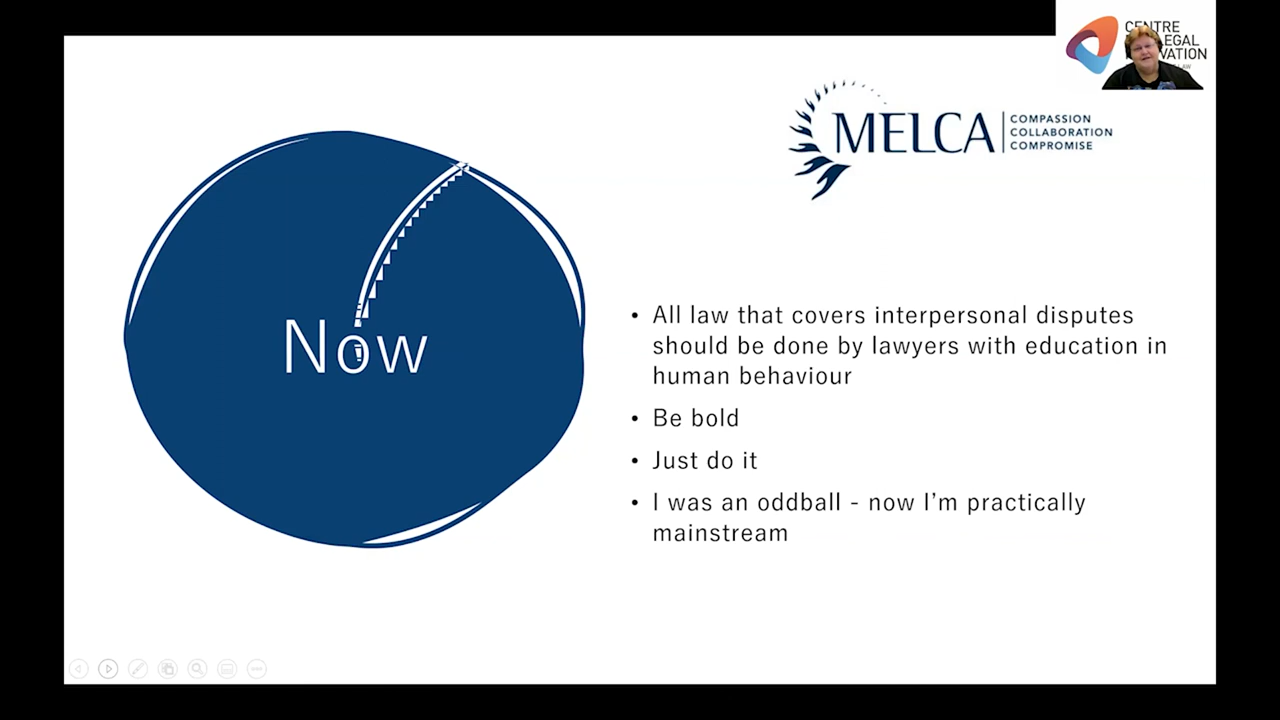 CENTRE
LEGAL
VATION
LAW
MELCA
COMPASSION
COLLABORATION
COMPROMISE
Now
• All law that covers interpersonal disputes
should be done by lawyers with education in
human behaviour
• Be bold
• Just do it
• I was an oddball - now I'm practically
mainstream